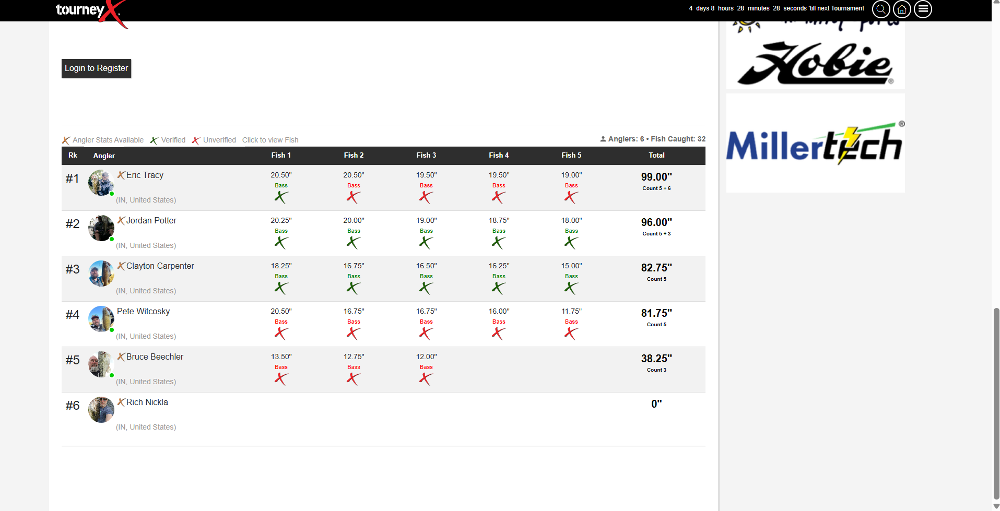 tourneyX
4 days 8 hours 28 minutes 28 seconds 'till next Tournament
Hobie®
Login to Register
Millertech®
Angler Stats Available Verified Unverified Click to view Fish
Anglers: 6 • Fish Caught: 32
Rk Angler Fish 1 Fish 2 Fish 3 Fish 4 Fish 5 Total
#1 Eric Tracy 20.50" 20.50" 19.50" 19.50" 19.00" 99.00"
Bass Bass Bass Bass Bass Count 5 + 6
(IN, United States)
#2 Jordan Potter 20.25" 20.00" 19.00" 18.75" 18.00" 96.00"
Bass Bass Bass Bass Bass Count 5 + 3
(IN, United States)
#3 Clayton Carpenter 18.25" 16.75" 16.50" 16.25" 15.00" 82.75"
Bass Bass Bass Bass Bass Count 5
(IN, United States)
#4 Pete Witcosky 20.50" 16.75" 16.75" 16.00" 11.75" 81.75"
Bass Bass Bass Bass Bass Count 5
(IN, United States)
#5 Bruce Beechler 13.50" 12.75" 12.00" 38.25"
Bass Bass Bass Count 3
(IN, United States)
#6 Rich Nickla 0"
(IN, United States)